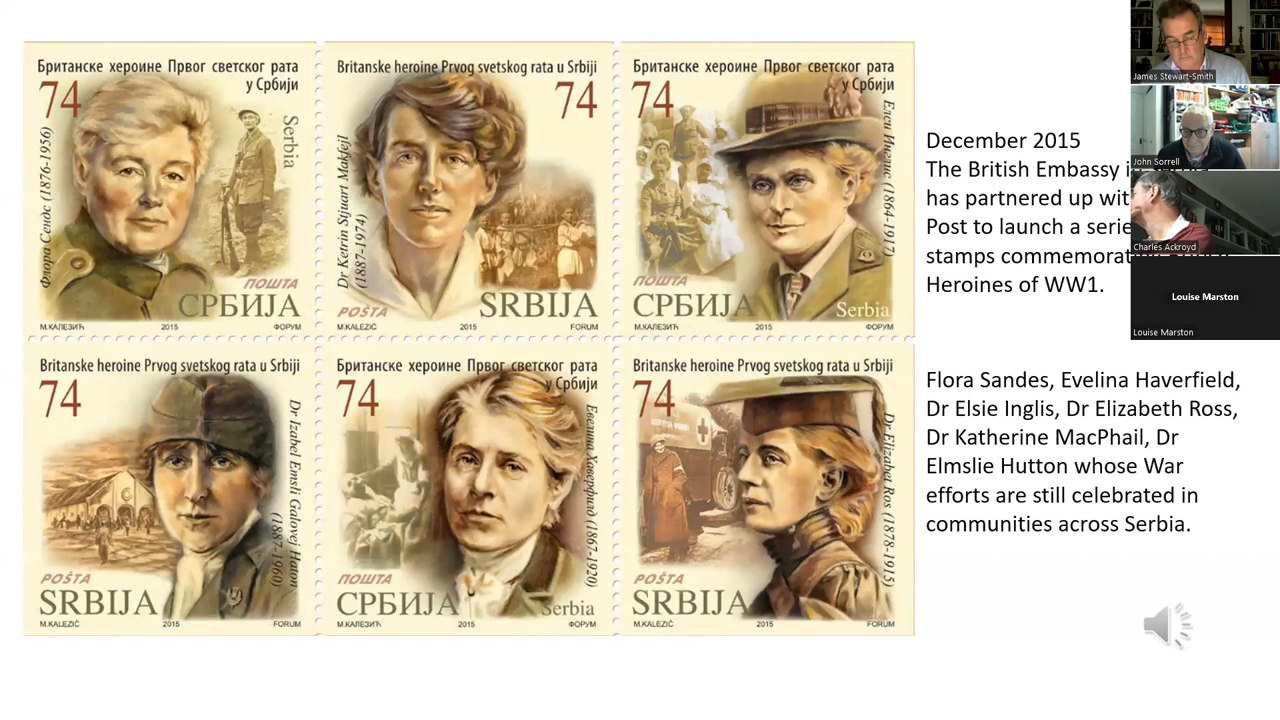 Британске хероине Првог светског рата
у Србији
74
Флора Сендс (1876-1956)
Serbia
ПОШТА
СРБИЈА
М.КАЛЕЗИЋ 2015 ФОРУМ
Britanske heroine Prvog svetskog rata u Srbiji
74
Dr Ketrin Stjuart Makfejl
(1887-1974)
POŠTA
SRBIJA
M.KALEZIĆ 2015 FORUM
Британске хероине Првог светског рата
у Србији
74
Елси Инглис (1864-1917)
ПОШТА
СРБИЈА
Serbia
М.КАЛЕЗИЋ 2015 ФОРУМ
Britanske heroine Prvog svetskog rata u Srbiji
74
Dr Izabel Emsli Galovej Haton
(1887-1960)
POŠTA
SRBIJA
M.KALEZIĆ 2015 FORUM
Британске хероине Првог светског рата
у Србији
74
Евелина Хаверфилд (1867-1920)
ПОШТА
СРБИЈА
Serbia
М.КАЛЕЗИЋ 2015 ФОРУМ
Britanske heroine Prvog svetskog rata u Srbiji
74
Dr Elizabet Ros (1878-1915)
POŠTA
SRBIJA
M.KALEZIĆ 2015 FORUM
December 2015
The British Embassy
has partnered up
Post to launch a
stamps
Heroines of WW1.
Flora Sandes, Evelina Haverfield,
Dr Elsie Inglis, Dr Elizabeth Ross,
Dr Katherine MacPhail, Dr
Elmslie Hutton whose War
efforts are still celebrated in
communities across Serbia.
James Stewart-Smith
John Sorrell
Charles Ackroyd
Louise Marston
Louise Marston